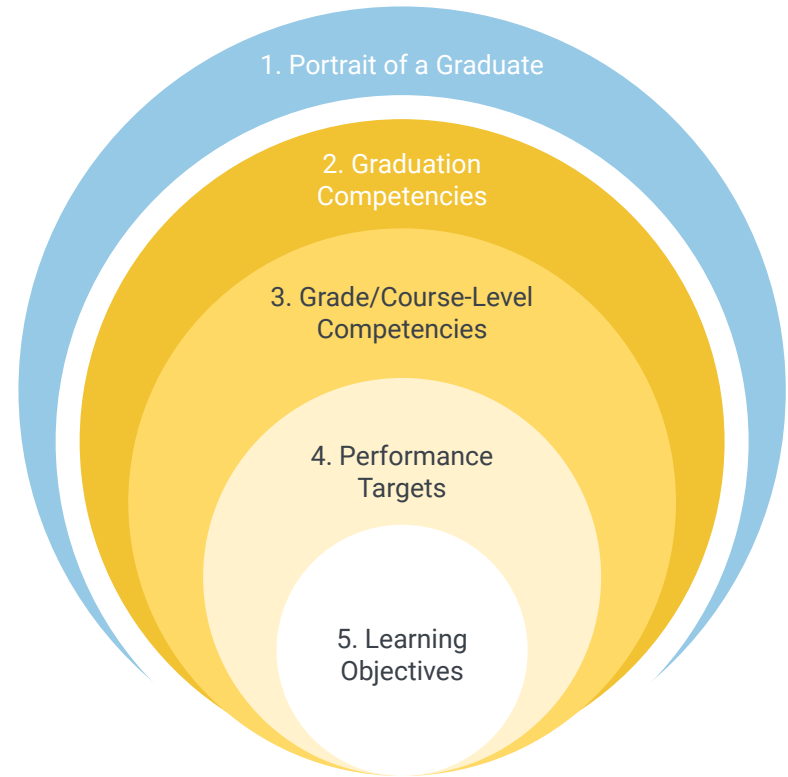 1. Portrait of a Graduate
2. Graduation
Competencies
3. Grade/Course-Level
Competencies
4. Performance
Targets
5. Learning
Objectives